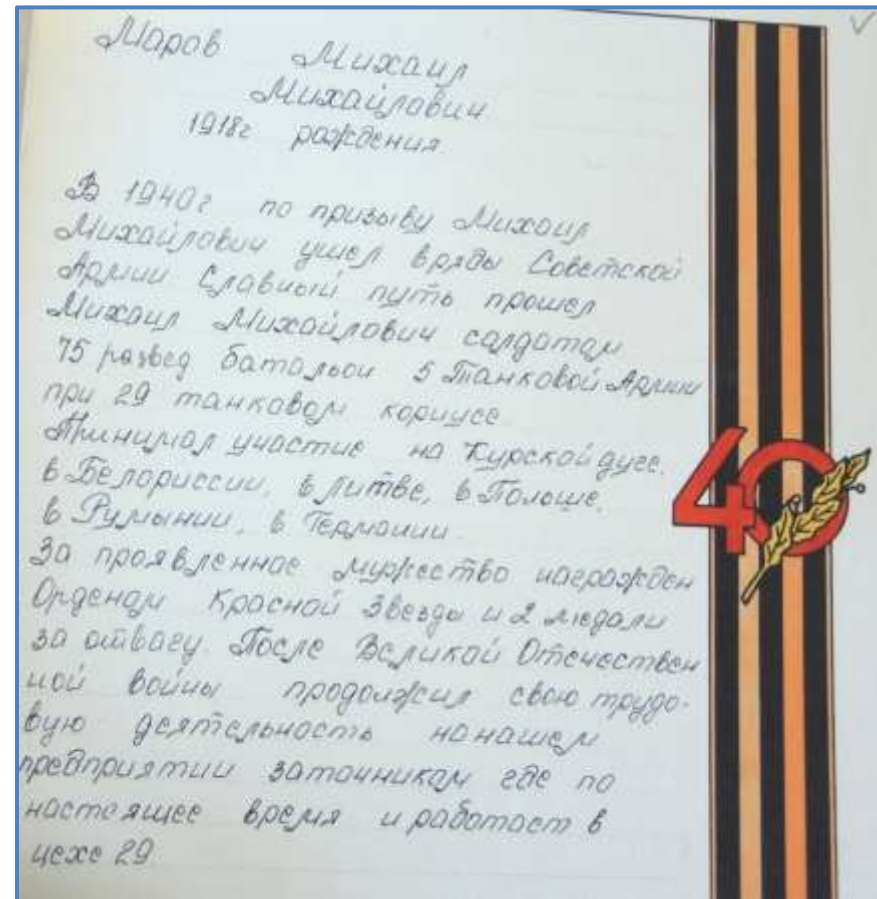 Маров Михаил
Михайлович
1918г рождения
В 1940г по призыву Михаил
Михайлович ушел в ряды Советской
Армии Славный путь прошел
Михаил Михайлович солдатом
75 развед батальон 5 Танковой Армии
при 29 танковом корпусе.
Принимал участие на Курской дуге.
в Белориссии, в Литве, в Польше,
в Румынии, в Германии
За проявленное мужество награжден
Орденом Красной Звезды и 2 медали
за отвагу. После Великой Отечествен
ной войны продолжил свою трудо-
вую деятельность на нашем
предприятии заточником где по
настоящее время и работает в
цехе 29
40